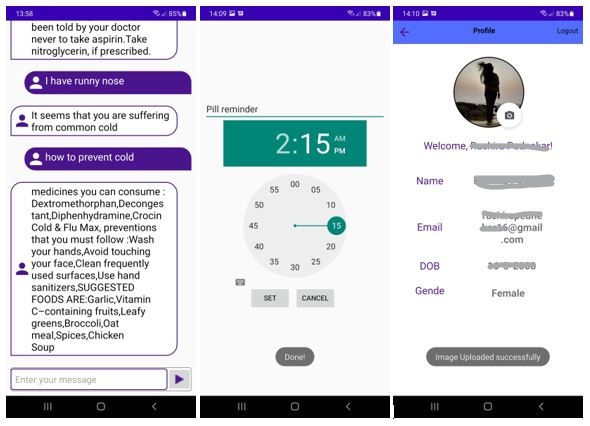 13:58
85%
been told by your doctor
never to take aspirin.Take
nitroglycerin, if prescribed.
I have runny nose
It seems that you are suffering
from common cold
how to prevent cold
medicines you can consume :
Dextromethorphan,Deconges
tant,Diphenhydramine,Crocin
Cold & Flu Max, preventions
that you must follow :Wash
your hands,Avoid touching
your face,Clean frequently
used surfaces,Use hand
sanitizers,SUGGESTED
FOODS ARE:Garlic,Vitamin
C–containing fruits,Leafy
greens,Broccoli,Oat
meal,Spices,Chicken
Soup
Enter your message
14:09
83%
Pill reminder
2:15
AM
PM
00
05
10
15
20
25
30
35
40
45
50
55
SET
CANCEL
Done!
14:10
83%
Profile
Logout
Welcome,
Name
Email
@gmail
.com
DOB
Gende
Female
Image Uploaded successfully